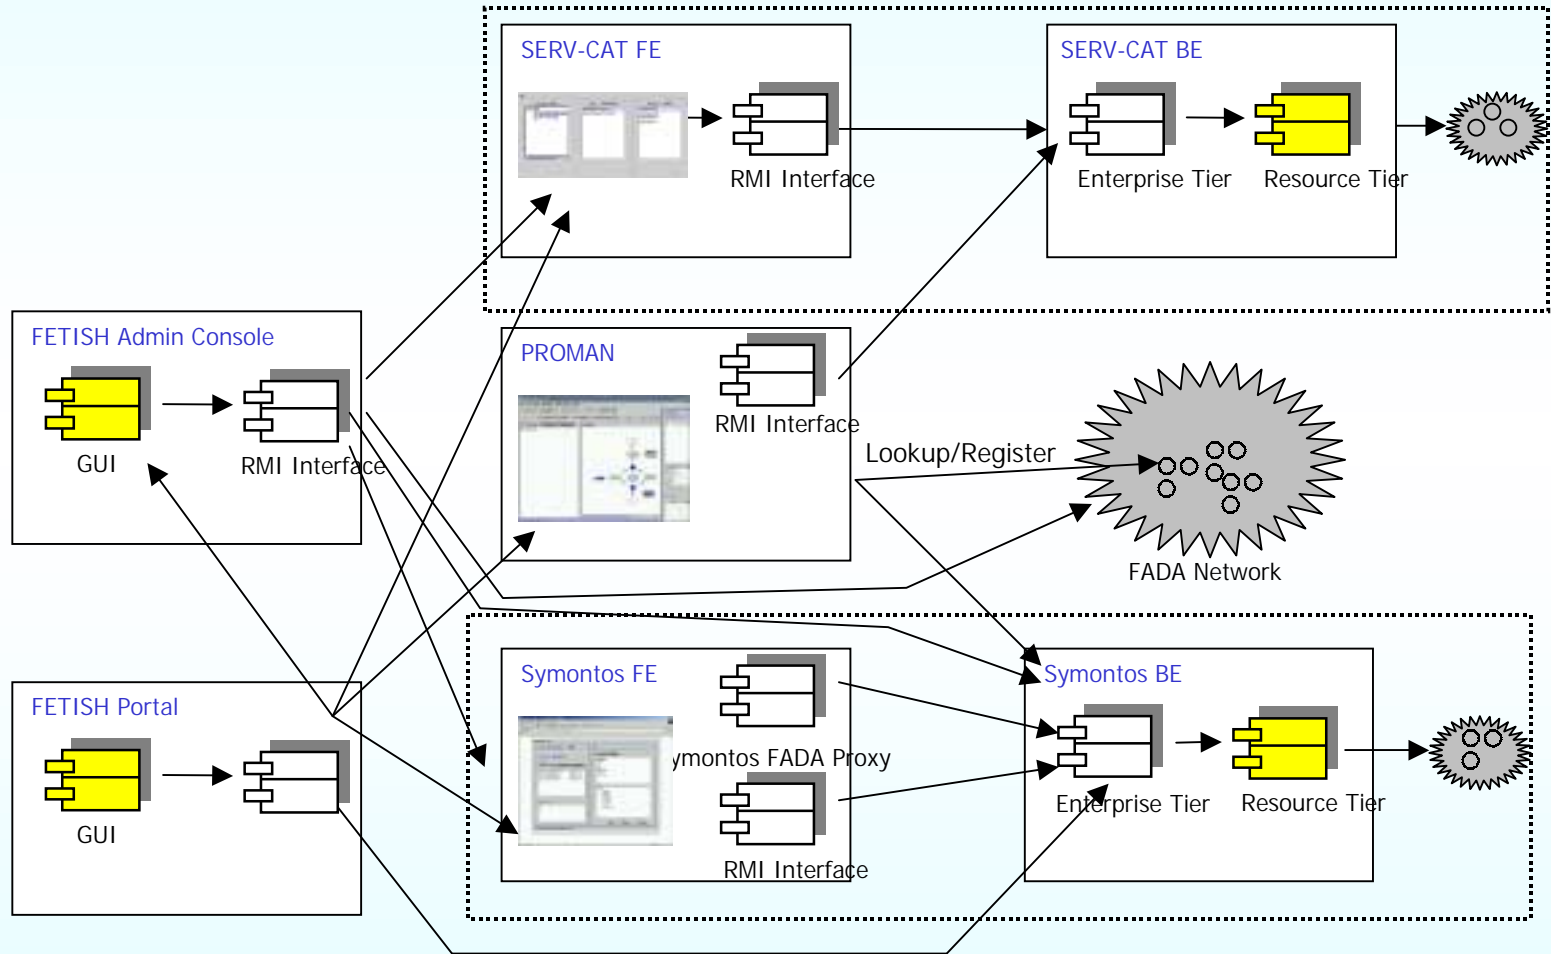 SERV-CAT FE
RMI Interface
SERV-CAT BE
Enterprise Tier
Resource Tier
FETISH Admin Console
GUI
RMI Interface
PROMAN
RMI Interface
Lookup/Register
FADA Network
FETISH Portal
GUI
Symontos FE
ymontos FADA Proxy
RMI Interface
Symontos BE
Enterprise Tier
Resource Tier